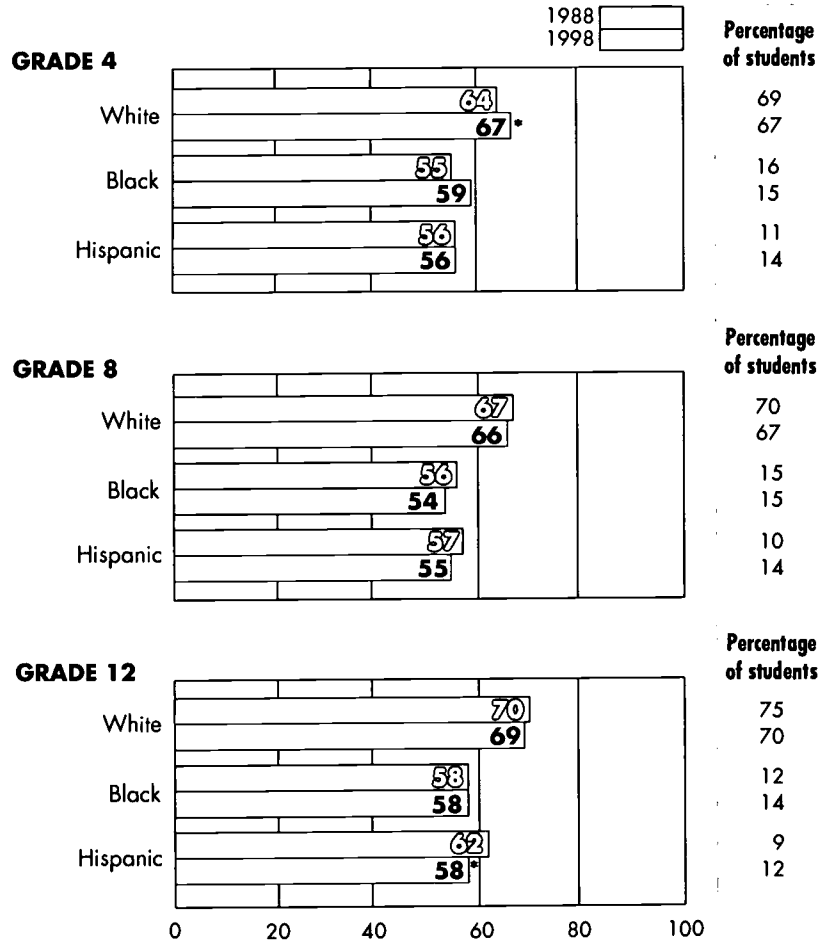 1988
1998
Percentage
of students
GRADE 4
White
64
67*
69
67
Black
55
59
16
15
Hispanic
56
56
11
14
Percentage
of students
GRADE 8
White
67
66
70
67
Black
56
54
15
15
Hispanic
57
55
10
14
Percentage
of students
GRADE 12
White
70
69
75
70
Black
58
58
12
14
Hispanic
62
58*
9
12
0 20 40 60 80 100